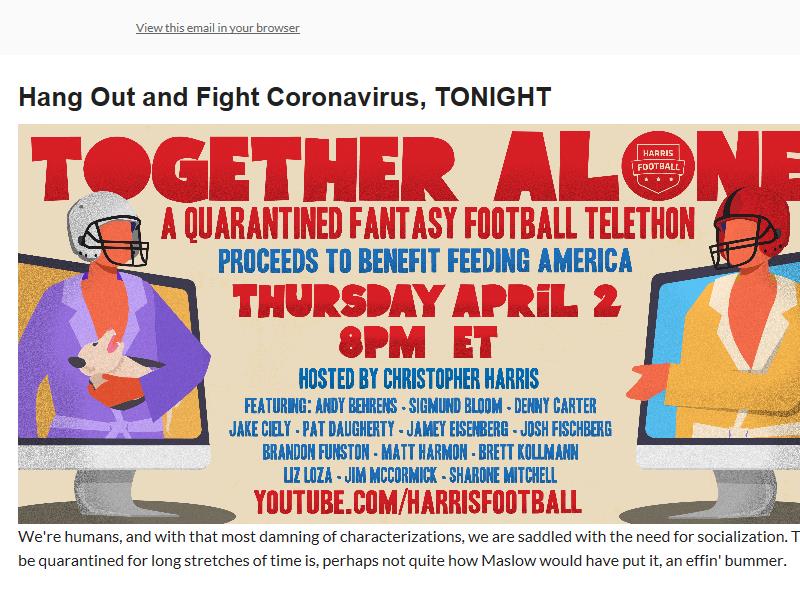 View this email in your browser
Hang Out and Fight Coronavirus, TONIGHT
TOGETHER ALONE
HARRIS
FOOTBALL
A QUARANTINED FANTASY FOOTBALL TELETHON
PROCEEDS TO BENEFIT FEEDING AMERICA
THURSDAY APRIL 2
8PM ET
HOSTED BY CHRISTOPHER HARRIS
FEATURING: ANDY BEHRENS - SIGMUND BLOOM - DENNY CARTER
JAKE CIELY - PAT DAUGHERTY - JAMEY EISENBERG - JOSH FISCHBERG
BRANDON FUNSTON - MATT HARMON - BRETT KOLLMANN
LIZ LOZA - JIM MCCORMICK - SHARONE MITCHELL
YOUTUBE.COM/HARRISFOOTBALL
We're humans, and with that most damning of characterizations, we are saddled with the need for socialization. T
be quarantined for long stretches of time is, perhaps not quite how Maslow would have put it, an effin' bummer.